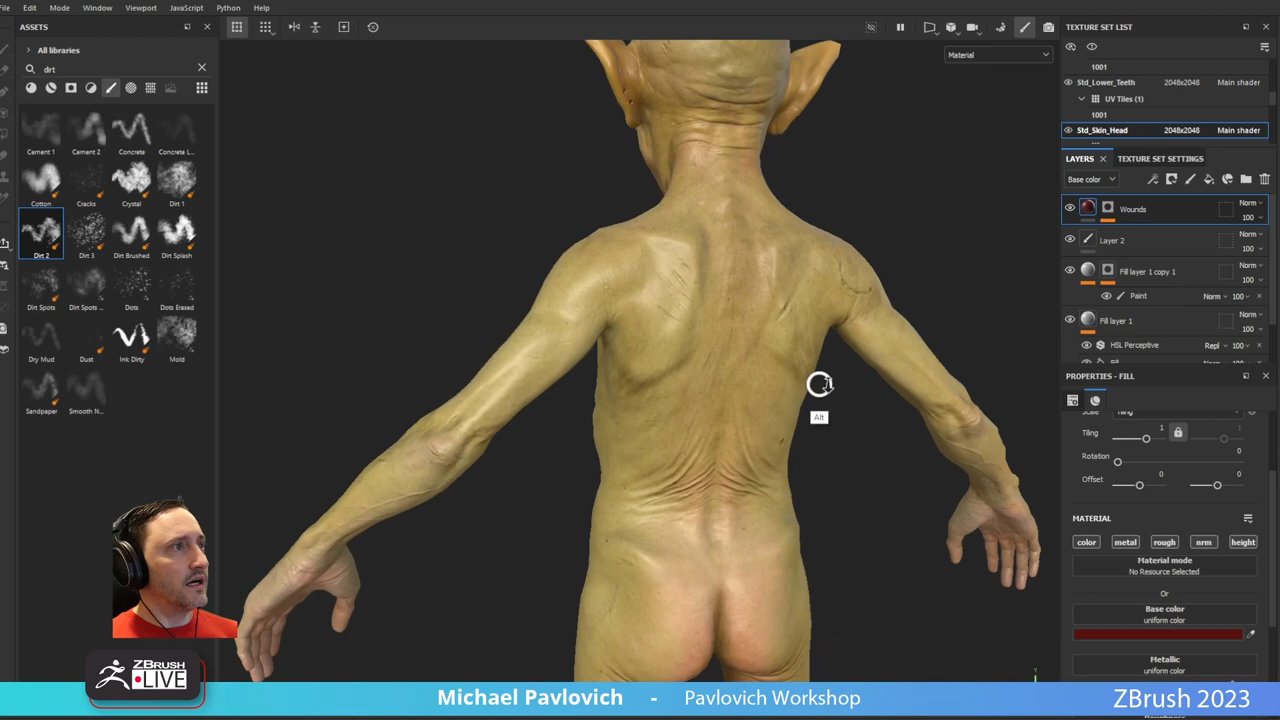 File Edit Mode Window Viewport JavaScript Python Help
ASSETS
All libraries
drt
Cement 1 Cement 2 Concrete Concrete L...
Cotton Cracks Crystal Dirt 1
Dirt 2 Dirt 3 Dirt Brushed Dirt Splash
Dirt Spots Dirt Spots ... Dots Dots Erased
Dry Mud Dust Ink Dirty Mold
Sandpaper Smooth N...
Material
Alt
TEXTURE SET LIST
1001
Std_Lower_Teeth 2048x2048 Main shader
UV Tiles (1)
1001
Std_Skin_Head 2048x2048 Main shader
LAYERS TEXTURE SET SETTINGS
Base color
Wounds Norm 100
Layer 2 Norm 100
Fill layer 1 copy 1 Norm 100
Paint Norm 100
Fill layer 1 Norm 100
HSL Perceptive Repl 100
PROPERTIES - FILL
Scale Tiling
Tiling 1 1
Rotation 0
Offset 0 0
MATERIAL
color metal rough nrm height
Material mode
No Resource Selected
Or
Base color
uniform color
Metallic
uniform color
ZBRUSH
LIVE
Michael Pavlovich - Pavlovich Workshop
ZBrush 2023